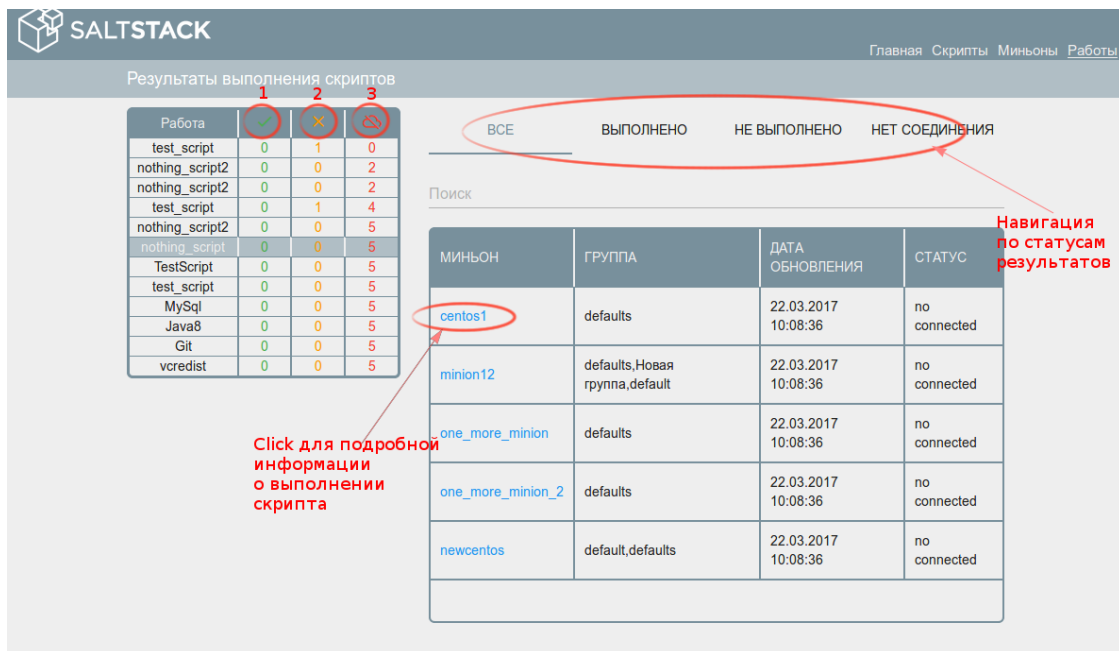 SALTSTACK
Главная Скрипты Миньоны Работы
Результаты выполнения скриптов
1 2 3
Работа
test_script 0 1 0
nothing_script2 0 0 2
nothing_script2 0 0 2
test_script 0 1 4
nothing_script2 0 0 5
nothing_script 0 0 5
TestScript 0 0 5
test_script 0 0 5
MySql 0 0 5
Java8 0 0 5
Git 0 0 5
vcredist 0 0 5
ВСЕ ВЫПОЛНЕНО НЕ ВЫПОЛНЕНО НЕТ СОЕДИНЕНИЯ
Поиск
Навигация
по статусам
результатов
МИНЬОН ГРУППА ДАТА ОБНОВЛЕНИЯ СТАТУС
centos1 defaults 22.03.2017 10:08:36 no connected
minion12 defaults,Новая группа,default 22.03.2017 10:08:36 no connected
one_more_minion defaults 22.03.2017 10:08:36 no connected
one_more_minion_2 defaults 22.03.2017 10:08:36 no connected
newcentos default,defaults 22.03.2017 10:08:36 no connected
Click для подробной
информации
о выполнении
скрипта